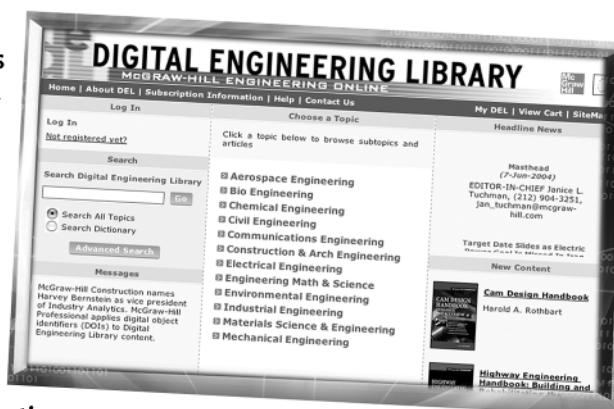 DIGITAL ENGINEERING LIBRARY
McGRAW-HILL ENGINEERING ONLINE
Mc
Graw
Hill
Home | About DEL | Subscription Information | Help | Contact Us
My DEL | View Cart | SiteMa
Log In
Log In
Not registered yet?
Search
Search Digital Engineering Library
Go
Search All Topics
Search Dictionary
Advanced Search
Messages
McGraw-Hill Construction names
Harvey Bernstein as vice president
of Industry Analytics. McGraw-Hill
Professional applies digital object
identifiers (DOIs) to Digital
Engineering Library content.
Choose a Topic
Click a topic below to browse subtopics and
articles
Aerospace Engineering
Bio Engineering
Chemical Engineering
Civil Engineering
Communications Engineering
Construction & Arch Engineering
Electrical Engineering
Engineering Math & Science
Environmental Engineering
Industrial Engineering
Materials Science & Engineering
Mechanical Engineering
Headline News
Masthead
(7-Jun-2004)
EDITOR-IN-CHIEF Janice L.
Tuchman, (212) 904-3251,
jan_tuchman@mcgraw-
hill.com
Target Date Slides as Electric
New Content
CAM DESIGN
HANDBOOK
Cam Design Handbook
Harold A. Rothbart
Highway Engineering
Handbook: Building and